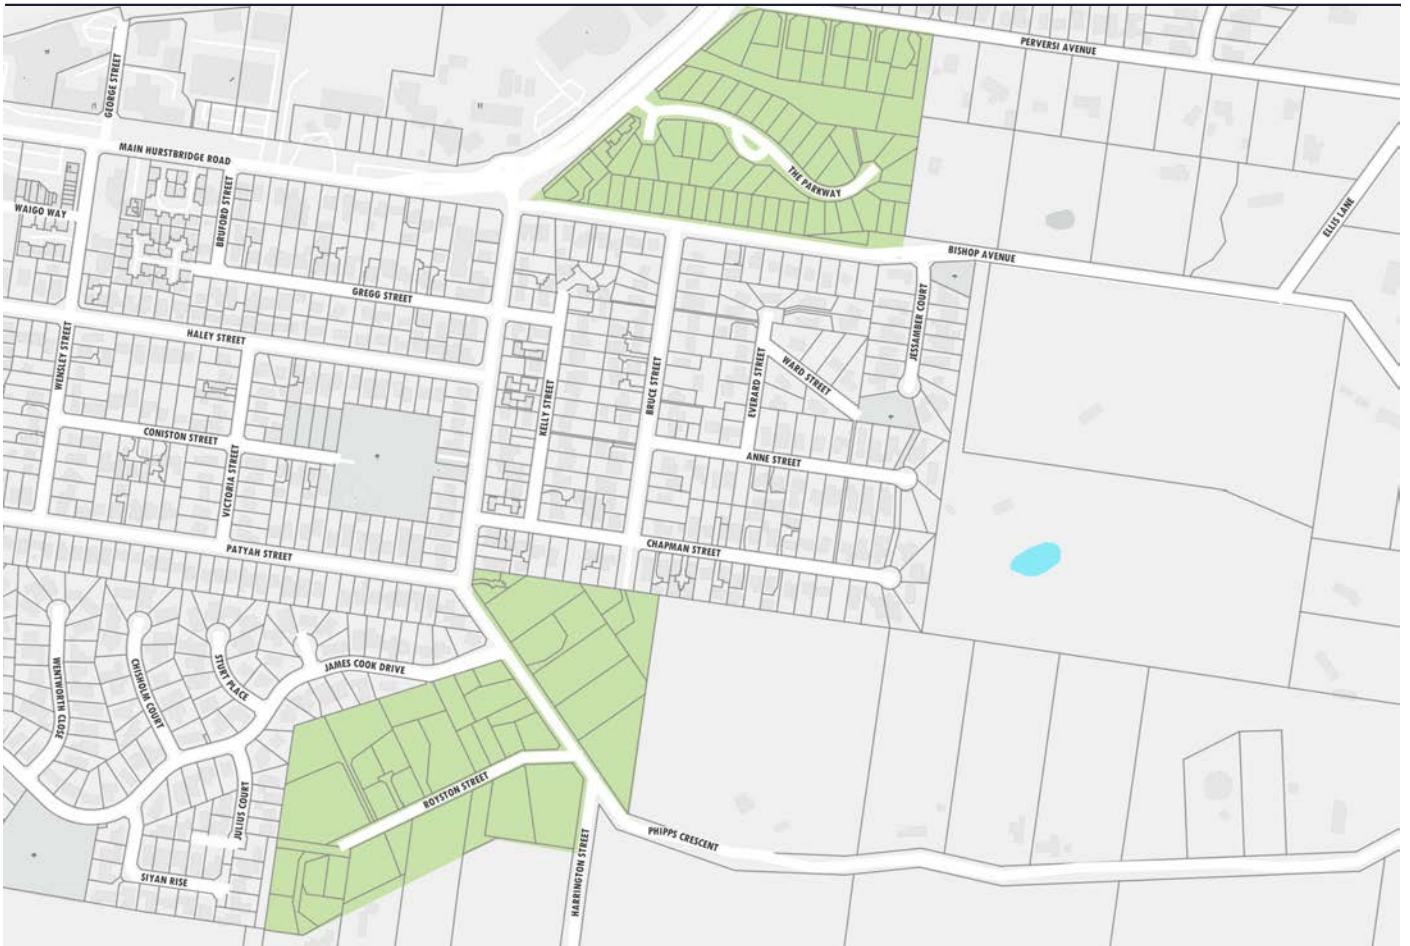 PERVERSI AVENUE
GEORGE STREET
MAIN HURSTBRIDGE ROAD
THE PARKWAY
WAIGO WAY
BRUFORD STREET
ELLIS LANE
BISHOP AVENUE
GREGG STREET
JESSAMBER COURT
HALEY STREET
WENSLEY STREET
WARD STREET
EVERARD STREET
BRUCE STREET
KELLY STREET
CONISTON STREET
VICTORIA STREET
ANNE STREET
PATYAH STREET
CHAPMAN STREET
JAMES COOK DRIVE
STURT PLACE
CHISHOLM COURT
WENTWORTH CLOSE
ROYSTON STREET
JULIUS COURT
PHIPPS CRESCENT
HARRINGTON STREET
SIYAN RISE